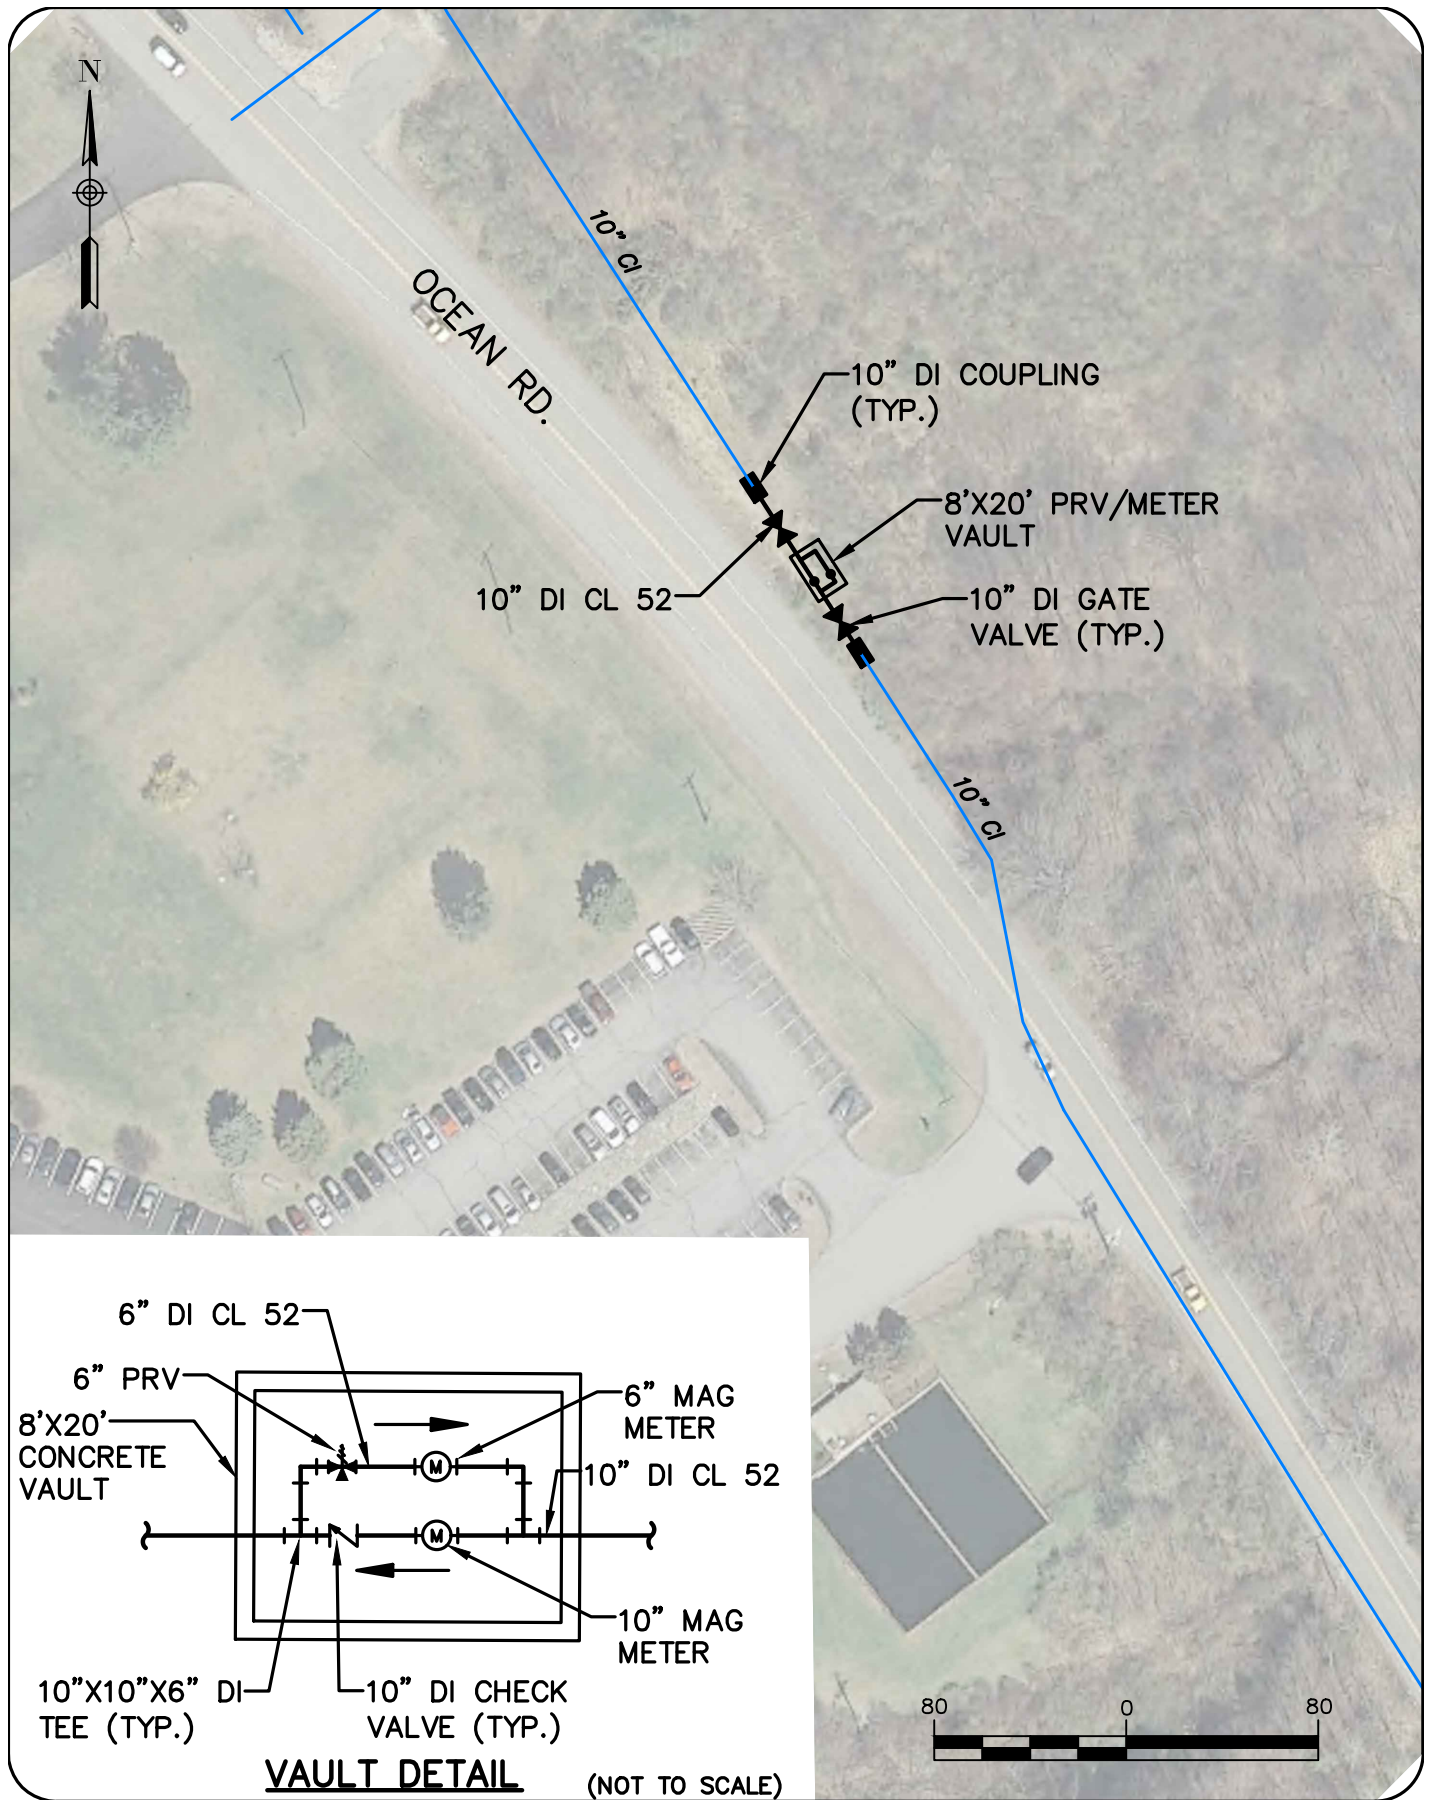 N
10" CI
OCEAN RD.
10" DI COUPLING
(TYP.)
8'X20' PRV/METER
VAULT
10" DI CL 52
10" DI GATE
VALVE (TYP.)
10" CI
6" DI CL 52
6" PRV
8'X20'
CONCRETE
VAULT
6" MAG
METER
10" DI CL 52
M
M
10" MAG
METER
10"X10"X6" DI
TEE (TYP.)
10" DI CHECK
VALVE (TYP.)
VAULT DETAIL
(NOT TO SCALE)
80 0 80